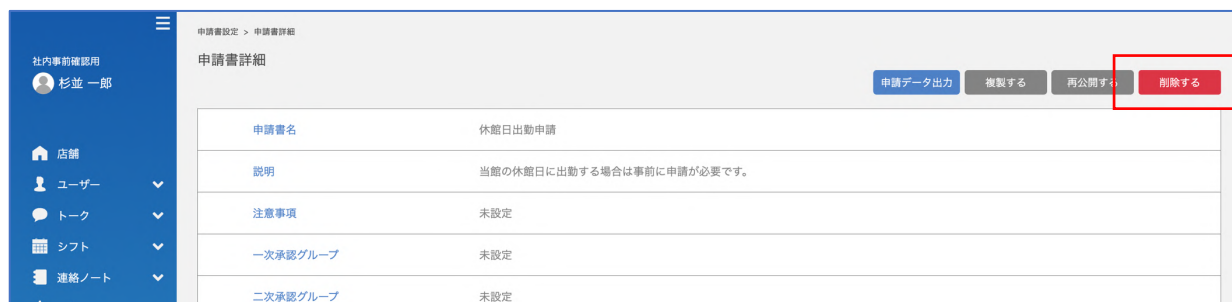 申請書設定 > 申請書詳細
社内事前確認用
杉並 一郎
申請書詳細
申請データ出力
複製する
再公開する
削除する
店舗
ユーザー
トーク
シフト
連絡ノート
申請書名 休館日出勤申請
説明 当館の休館日に出勤する場合は事前に申請が必要です。
注意事項 未設定
一次承認グループ 未設定
二次承認グループ 未設定